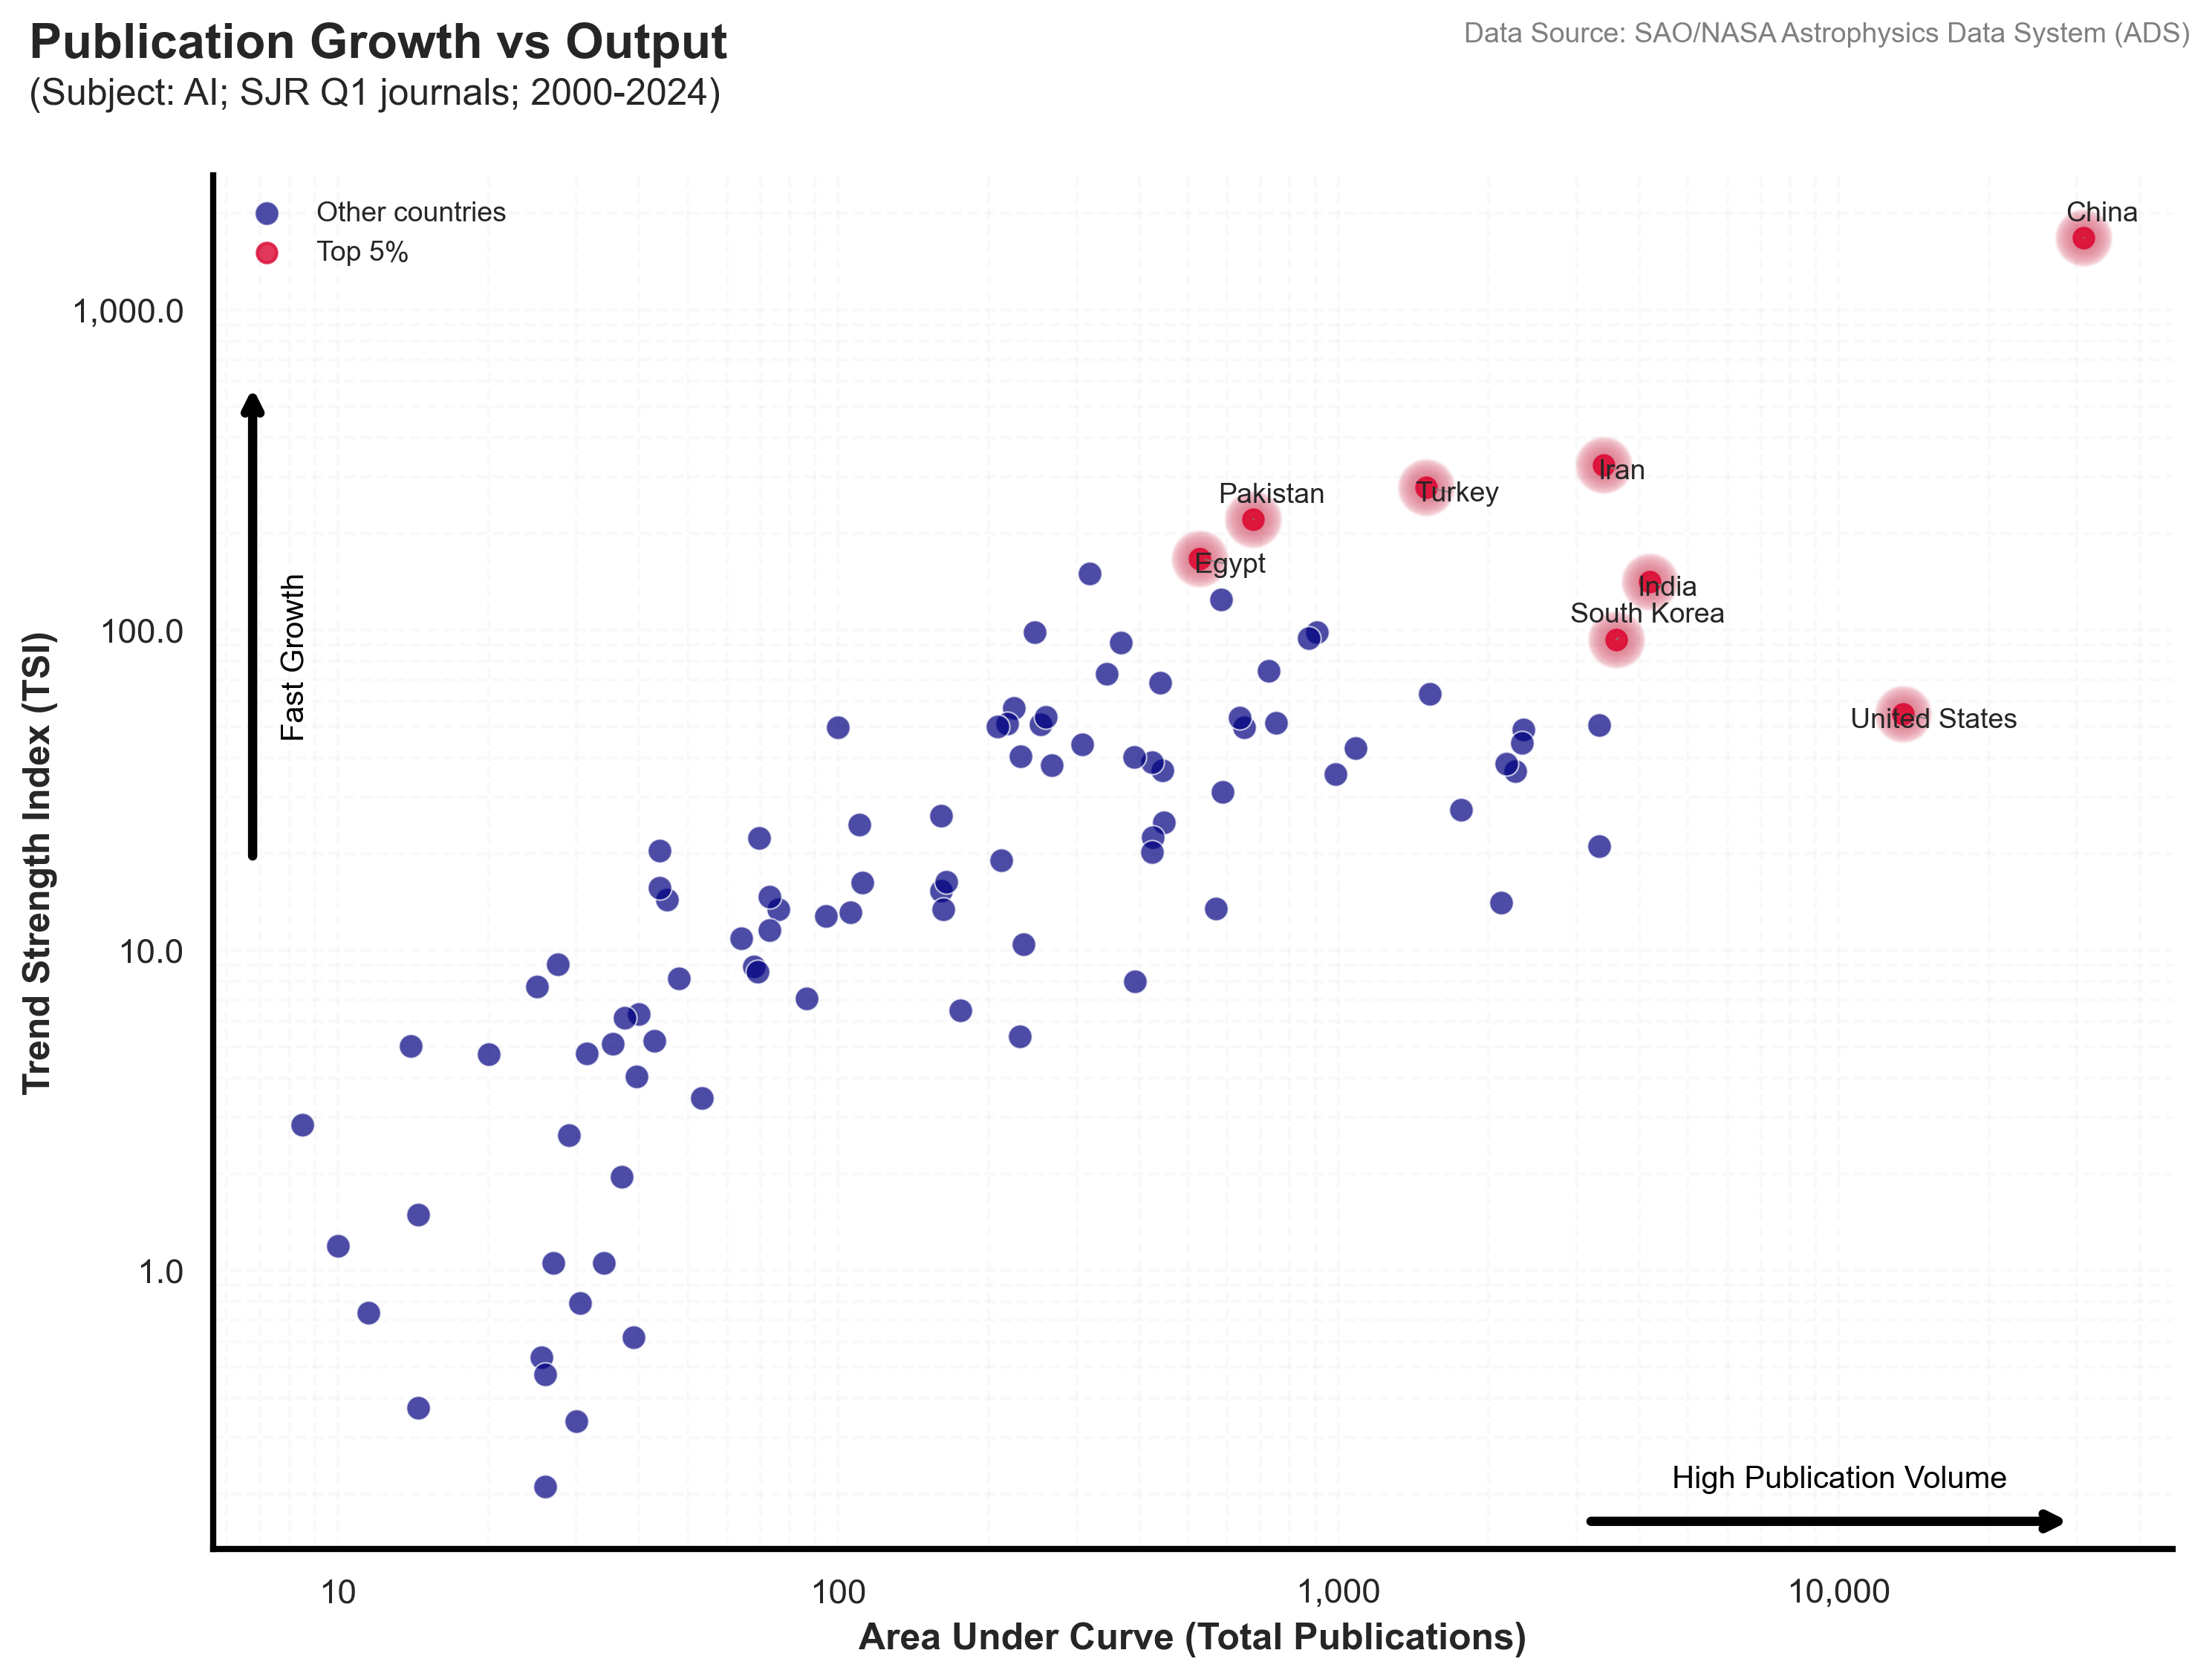 Publication Growth vs Output
(Subject: AI; SJR Q1 journals; 2000-2024)
Data Source: SAO/NASA Astrophysics Data System (ADS)
Other countries
Top 5%
China
Iran
Turkey
Pakistan
Egypt
India
South Korea
United States
Fast Growth
High Publication Volume
Trend Strength Index (TSI)
1,000.0
100.0
10.0
1.0
10
100
1,000
10,000
Area Under Curve (Total Publications)